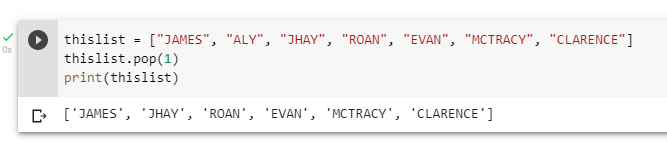 thislist = ["JAMES", "ALY", "JHAY", "ROAN", "EVAN", "MCTRACY", "CLARENCE"]
0s
thislist.pop(1)
print(thislist)
['JAMES', 'JHAY', 'ROAN', 'EVAN', 'MCTRACY', 'CLARENCE']